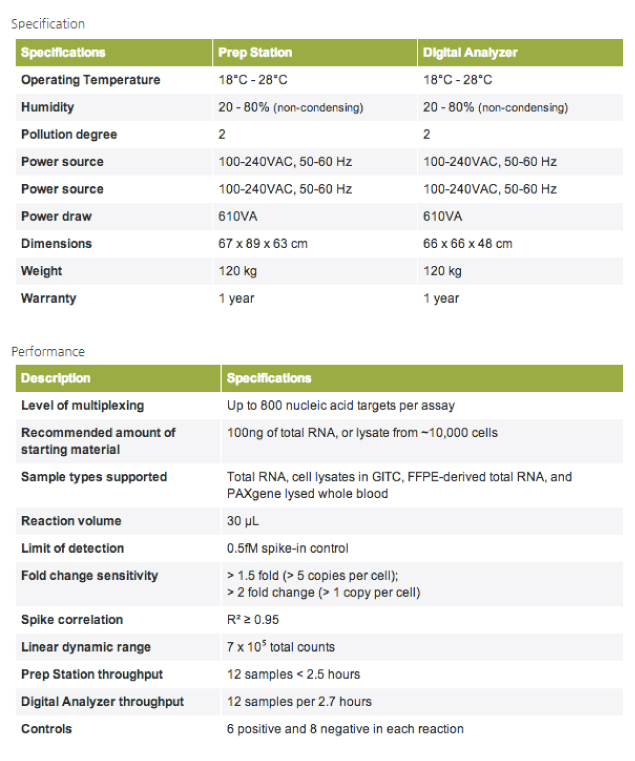 Specification
Specifications Prep Station Digital Analyzer
Operating Temperature 18°C - 28°C 18°C - 28°C
Humidity 20 - 80% (non-condensing) 20 - 80% (non-condensing)
Pollution degree 2 2
Power source 100-240VAC, 50-60 Hz 100-240VAC, 50-60 Hz
Power source 100-240VAC, 50-60 Hz 100-240VAC, 50-60 Hz
Power draw 610VA 610VA
Dimensions 67 x 89 x 63 cm 66 x 66 x 48 cm
Weight 120 kg 120 kg
Warranty 1 year 1 year
Performance
Description Specifications
Level of multiplexing Up to 800 nucleic acid targets per assay
Recommended amount of 100ng of total RNA, or lysate from ~10,000 cells
starting material
Sample types supported Total RNA, cell lysates in GITC, FFPE-derived total RNA, and
PAXgene lysed whole blood
Reaction volume 30 µL
Limit of detection 0.5fM spike-in control
Fold change sensitivity > 1.5 fold (> 5 copies per cell);
> 2 fold change (> 1 copy per cell)
Spike correlation R² ≥ 0.95
Linear dynamic range 7 x 10⁵ total counts
Prep Station throughput 12 samples < 2.5 hours
Digital Analyzer throughput 12 samples per 2.7 hours
Controls 6 positive and 8 negative in each reaction